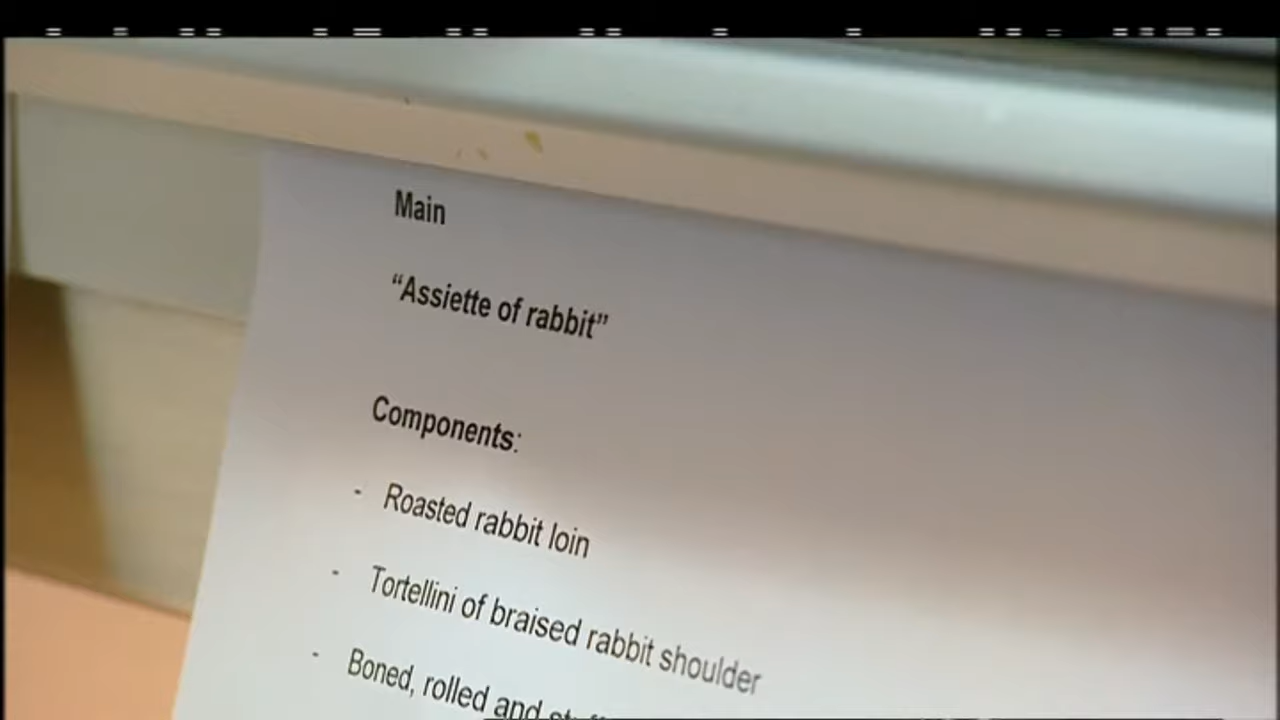 Main
“Assiette of rabbit”
Components:
- Roasted rabbit loin
- Tortellini of braised rabbit shoulder
- Boned, rolled and